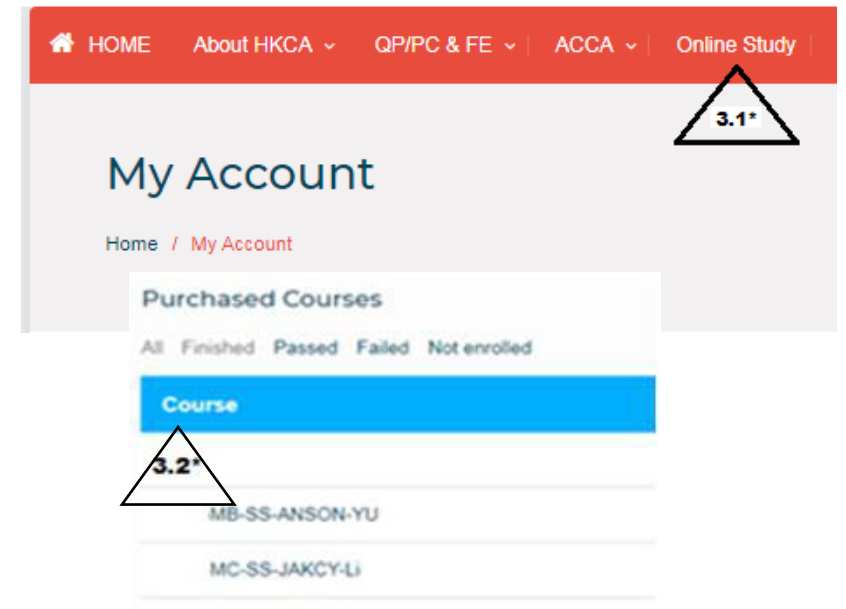 HOME About HKCA QP/PC & FE ACCA Online Study
3.1*
My Account
Home / My Account
Purchased Courses
All Finished Passed Failed Not enrolled
Course
3.2*
MB-SS-ANSON-YU
MC-SS-JAKCY-Li